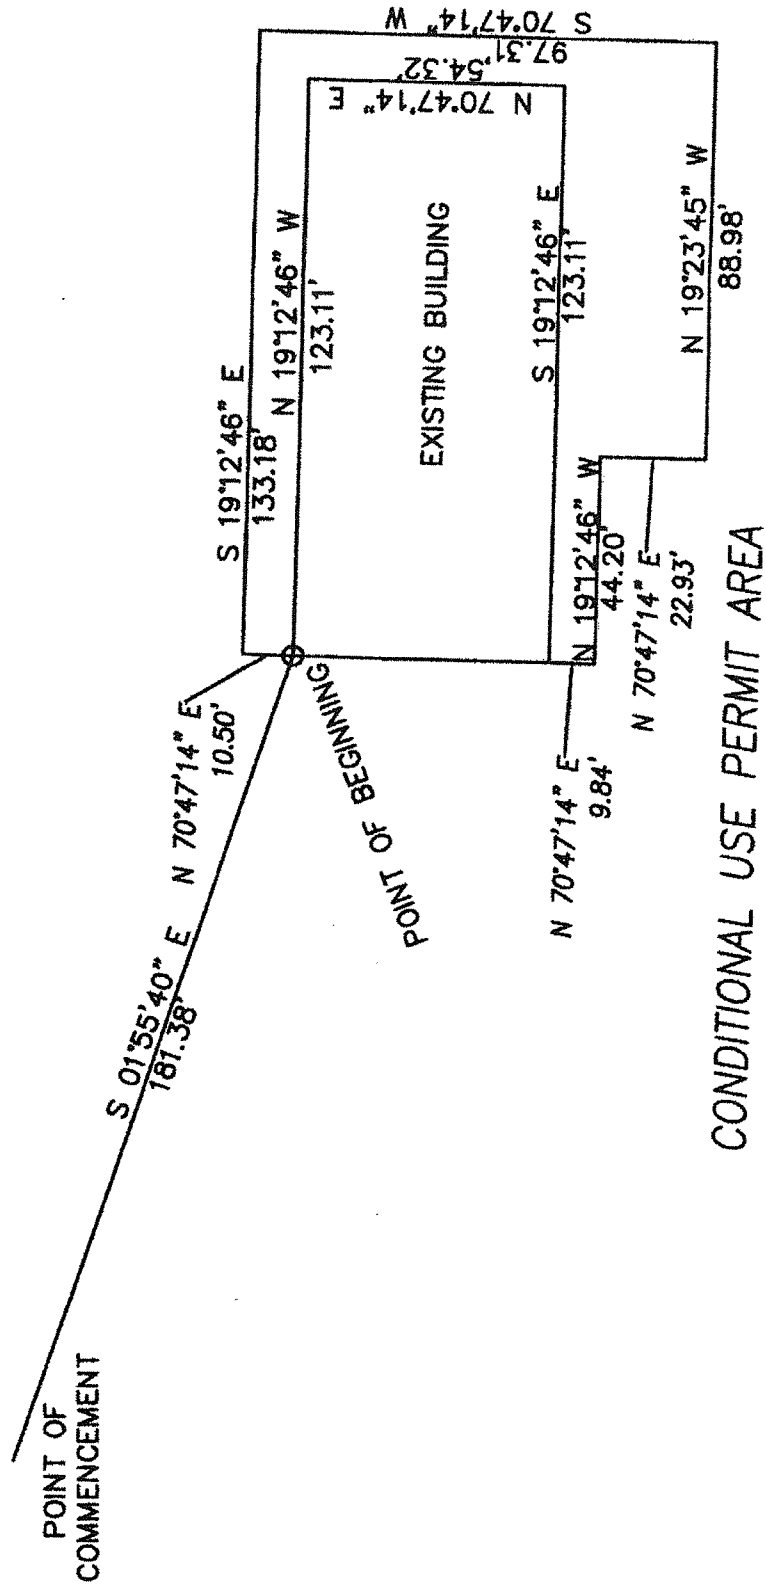 POINT OF
COMMENCEMENT
S 01°55'40" E
181.38'
N 70°47'14" E
10.50'
POINT OF BEGINNING
S 19°12'46" E
133.18'
N 19°12'46" W
123.11'
EXISTING BUILDING
S 70°47'14" W
97.31'
54.32'
N 70°47'14" E
S 19°12'46" E
123.11'
N 19°12'46" W
44.20'
N 70°47'14" E
22.93'
N 19°23'45" W
88.98'
N 70°47'14" E
9.84'
CONDITIONAL USE PERMIT AREA